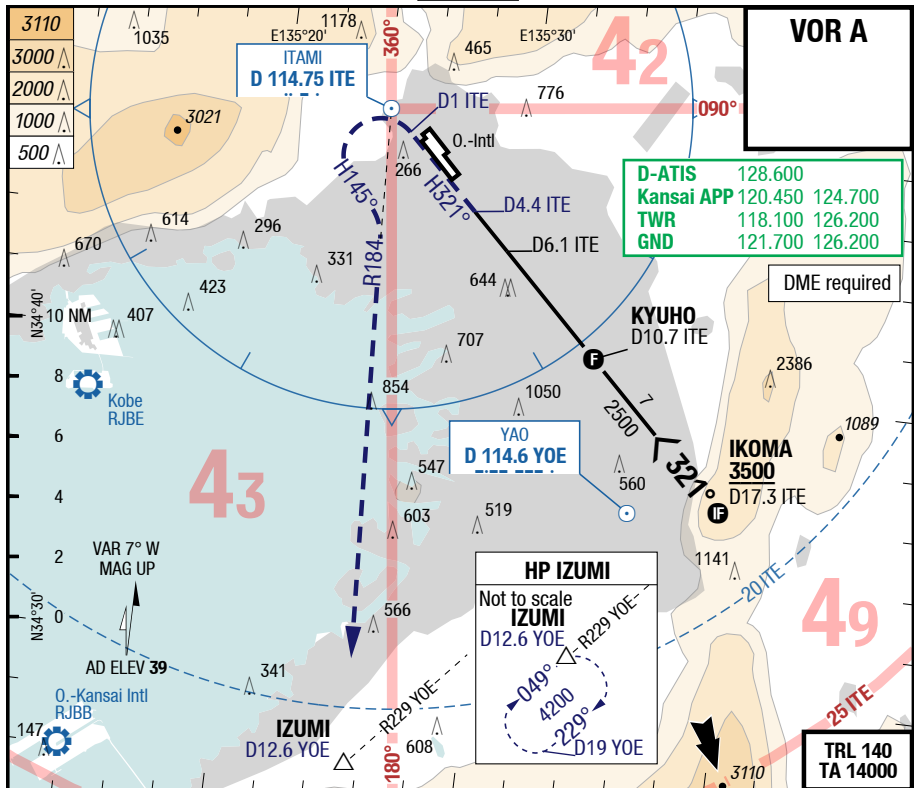 3110
3000
2000
1000
500
1035
1178
E135°20'
360°
465
E135°30'
42
VOR A
ITAMI
D 114.75 ITE
D1 ITE
776
090°
3021
O.-Intl
266
H145°
H321°
D-ATIS 128.600
Kansai APP 120.450 124.700
TWR 118.100 126.200
GND 121.700 126.200
D4.4 ITE
614
296
670
331
R184
D6.1 ITE
DME required
423
644
N34°40'
10 NM
407
KYUHO
D10.7 ITE
F
707
2386
8
Kobe
RJBE
854
1050
7
2500
1089
6
YAO
D 114.6 YOE
IKOMA
3500
D17.3 ITE
321°
IF
43
547
560
4
603
519
VAR 7° W
MAG UP
2
1141
HP IZUMI
Not to scale
IZUMI
D12.6 YOE
R229 YOE
049°
4200
229°
D19 YOE
20 ITE
49
N34°30'
0
566
AD ELEV 39
341
O.-Kansai Intl
RJBB
147
IZUMI
D12.6 YOE
R229 YOE
608
180°
25 ITE
3110
TRL 140
TA 14000